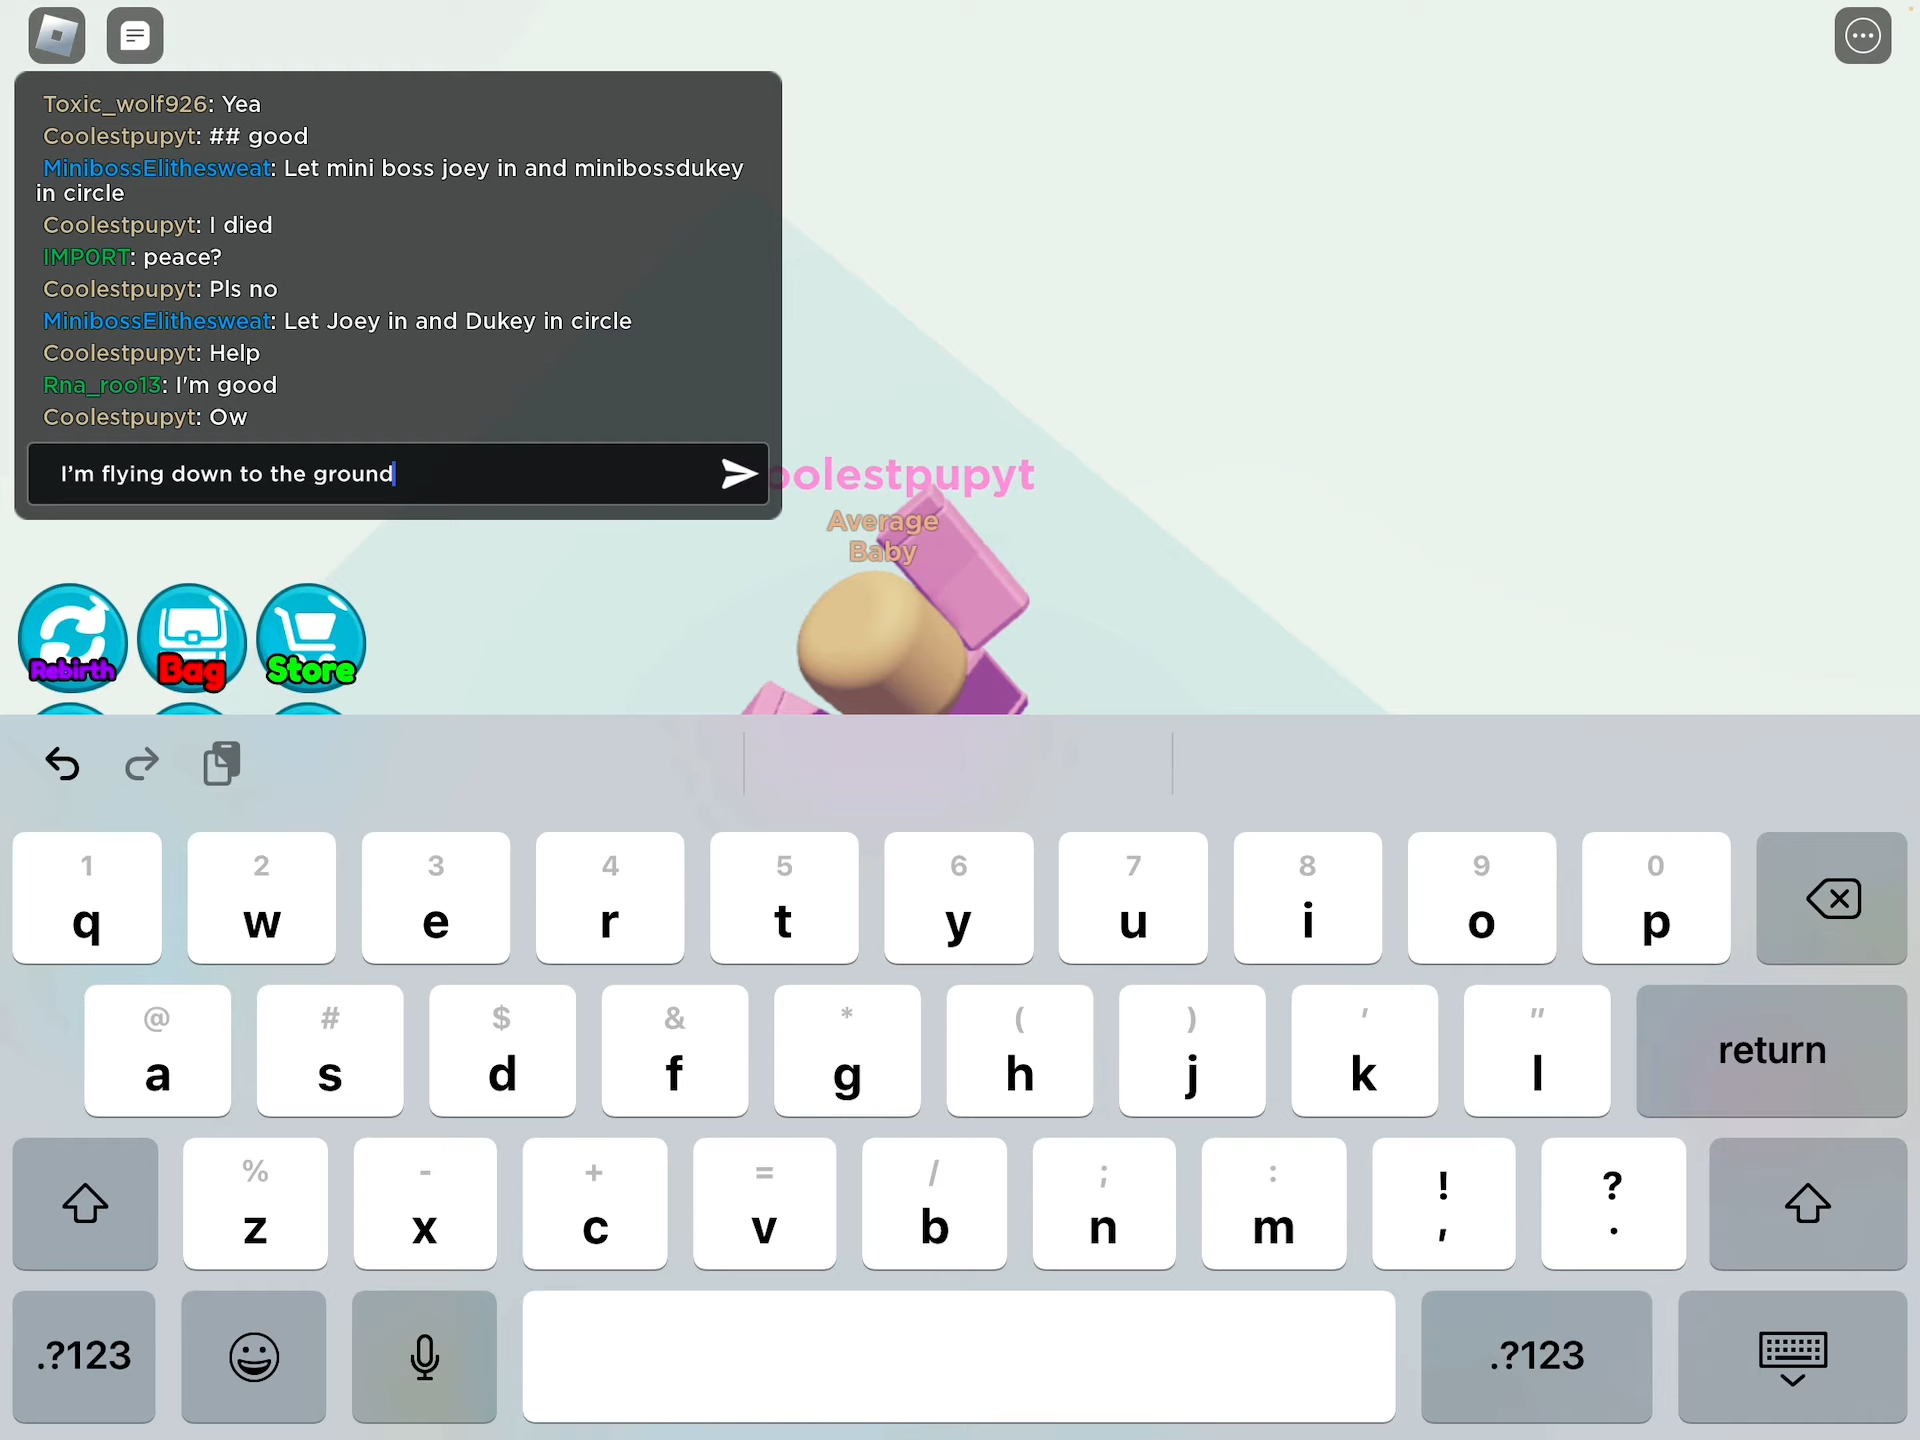 Toxic_wolf926: Yea
Coolestpupyt: ## good
MinibossElithesweat: Let mini boss joey in and minibossdukey
in circle
Coolestpupyt: I died
IMP0RT: peace?
Coolestpupyt: Pls no
MinibossElithesweat: Let Joey in and Dukey in circle
Coolestpupyt: Help
Rna_roo13: I'm good
Coolestpupyt: Ow
I’m flying down to the ground
oolestpupyt
Average
Baby
Rebirth Bag Store
1 2 3 4 5 6 7 8 9 0
q w e r t y u i o p
@ # $ & * ( ) ' "
a s d f g h j k l return
% - + = / ; : ! ?
z x c v b n m , .
.?123 .?123